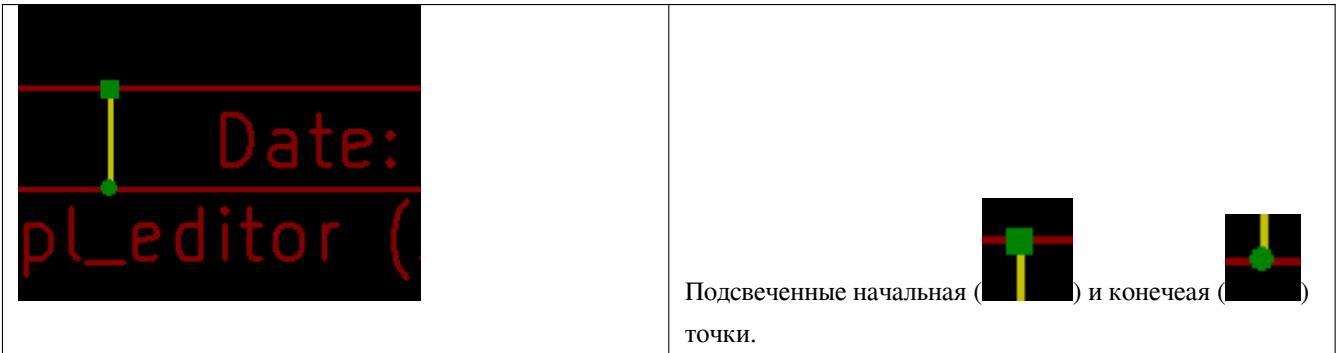 Date:
pl_editor (
Подсвеченные начальная ( ) и конечеая ( )
точки.